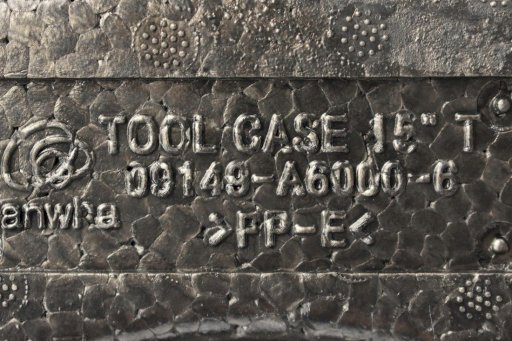 TOOL CASE 15" T
09149-A6000-6
anwha
>PP-E<